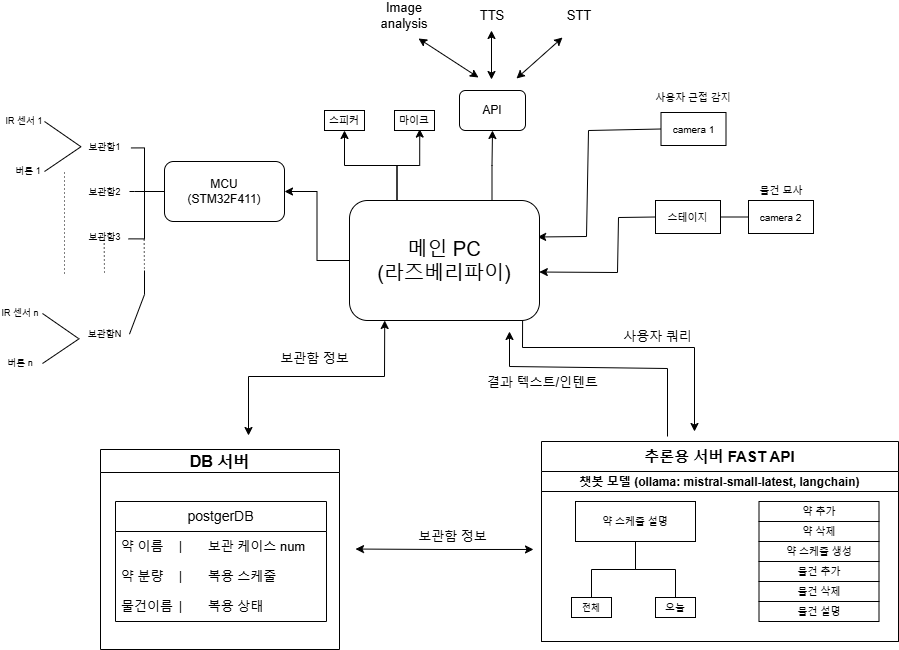 Image
analysis
TTS
STT
API
스피커
마이크
사용자 근접 감지
camera 1
물건 묘사
스테이지
camera 2
IR 센서 1
버튼 1
보관함1
보관함2
보관함3
보관함N
IR 센서 n
버튼 n
MCU
(STM32F411)
메인 PC
(라즈베리파이)
보관함 정보
사용자 쿼리
결과 텍스트/인텐트
DB 서버
postgerDB
약 이름 | 보관 케이스 num
약 분량 | 복용 스케줄
물건이름 | 복용 상태
보관함 정보
추론용 서버 FAST API
챗봇 모델 (ollama: mistral-small-latest, langchain)
약 스케줄 설명
전체
오늘
약 추가
약 삭제
약 스케줄 생성
물건 추가
물건 삭제
물건 설명